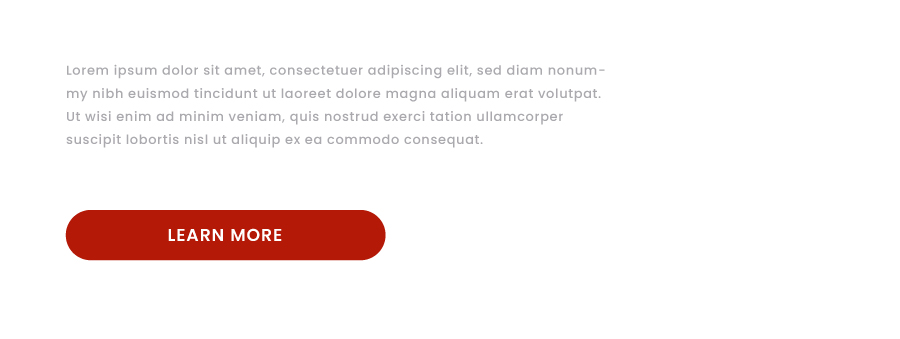 Lorem ipsum dolor sit amet, consectetuer adipiscing elit, sed diam nonum-
my nibh euismod tincidunt ut laoreet dolore magna aliquam erat volutpat.
Ut wisi enim ad minim veniam, quis nostrud exerci tation ullamcorper
suscipit lobortis nisl ut aliquip ex ea commodo consequat.
LEARN MORE